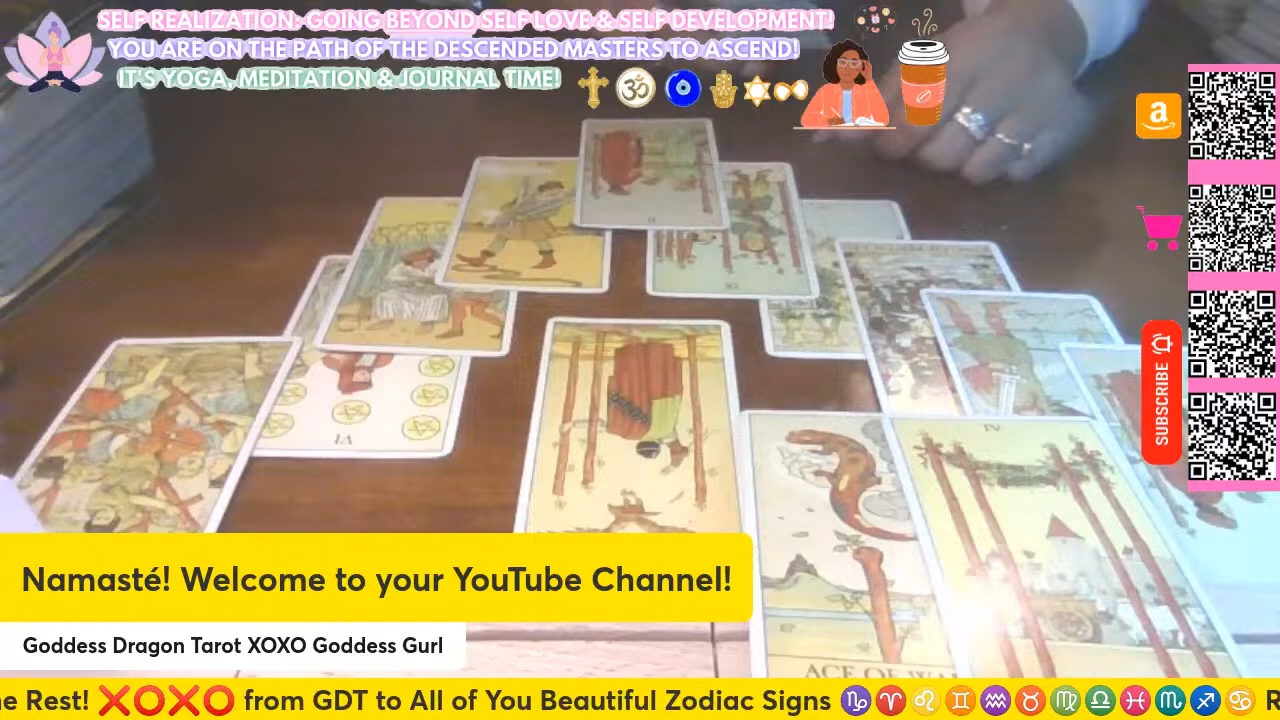 SELF REALIZATION: GOING BEYOND SELF LOVE & SELF DEVELOPMENT!
YOU ARE ON THE PATH OF THE DESCENDED MASTERS TO ASCEND!
IT'S YOGA, MEDITATION & JOURNAL TIME!
a
SUBSCRIBE
VI
IV
ACE OF
Namasté! Welcome to your YouTube Channel!
Goddess Dragon Tarot XOXO Goddess Gurl
Rest! ❌⭕❌⭕ from GDT to All of You Beautiful Zodiac Signs ♑♈♌♊♒♉♍♎♓♏♐♋ R